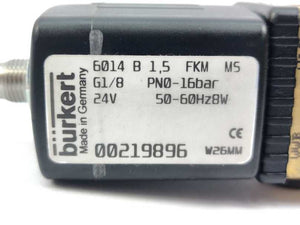 burkert
Made in Germany
6014 B 1,5 FKM MS
G1/8 PN0-16bar
24V 50-60Hz8W
CE
00219896 W26MM